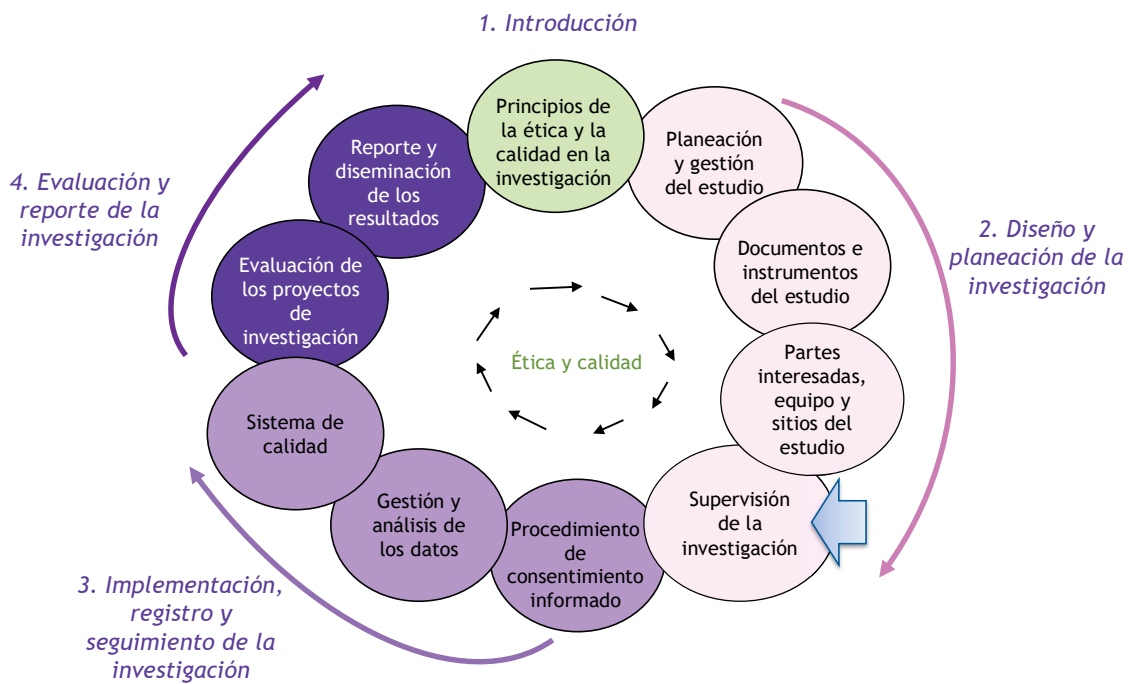 1. Introducción
Principios de
la ética y la
calidad en la
investigación
Planeación
y gestión
del estudio
Documentos e
instrumentos
del estudio
Partes
interesadas,
equipo y
sitios del
estudio
Supervisión
de la
investigación
2. Diseño y
planeación de la
investigación
Procedimiento
de
consentimiento
informado
Gestión y
análisis de
los datos
Sistema de
calidad
3. Implementación,
registro y
seguimiento de la
investigación
Evaluación de
los proyectos
de
investigación
Reporte y
diseminación
de los
resultados
4. Evaluación y
reporte de la
investigación
Ética y calidad